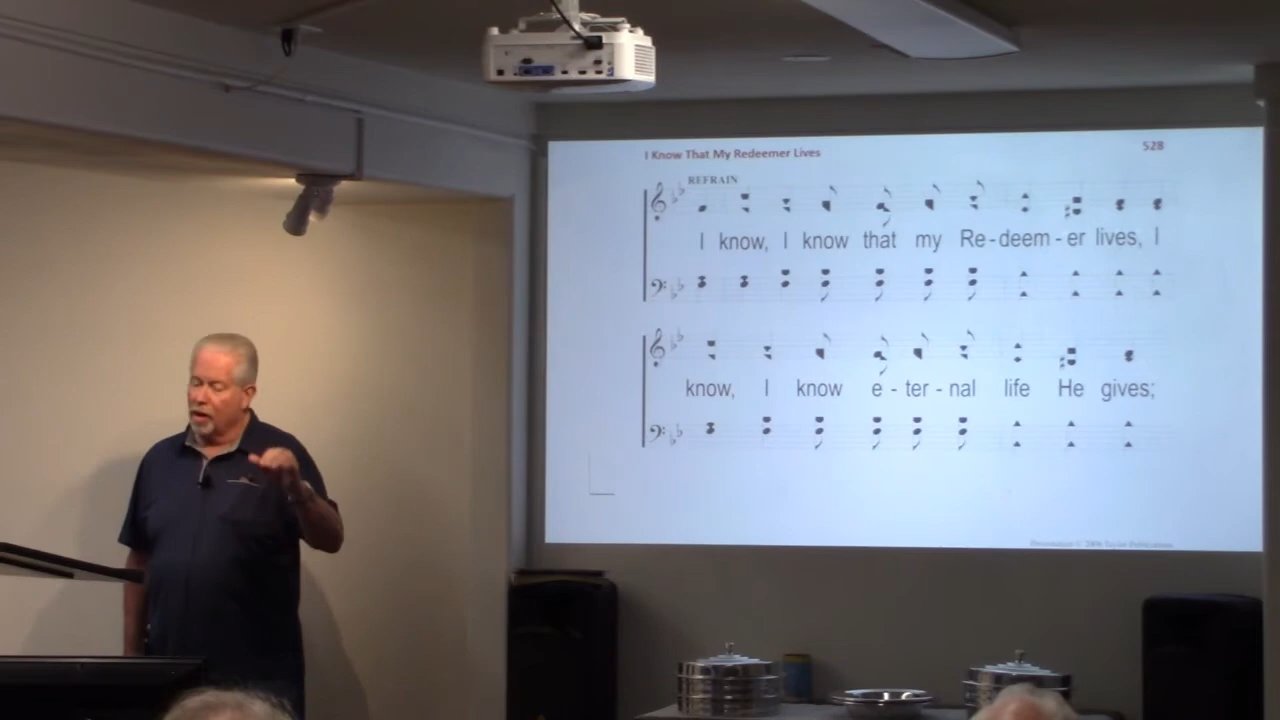 I Know That My Redeemer Lives
528
REFRAIN
I know, I know that my Re-deem-er lives, I
know, I know e-ter-nal life He gives;